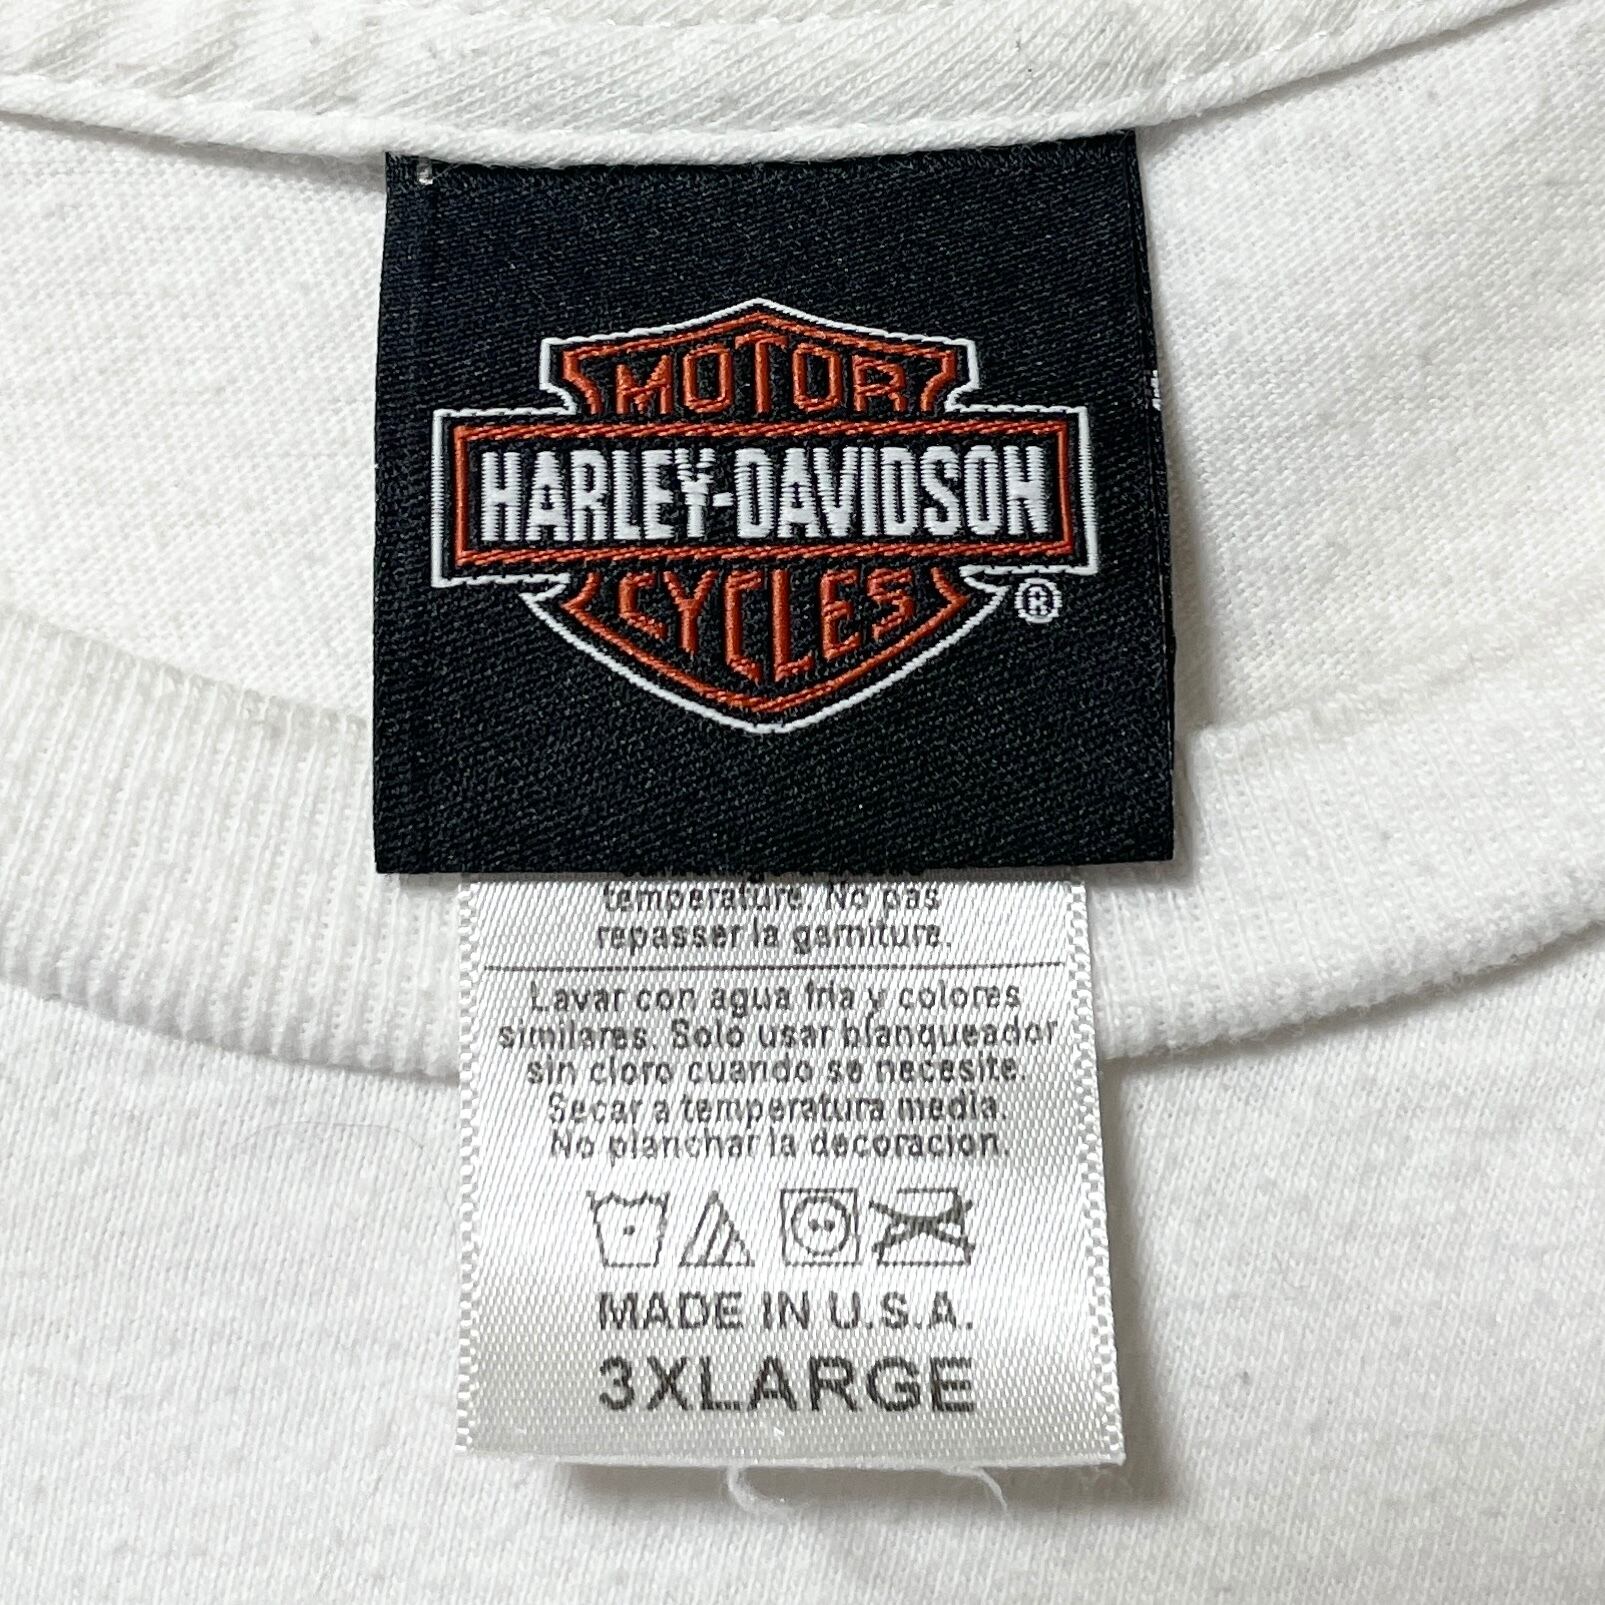 MOTOR
HARLEY-DAVIDSON
CYCLES
®
temperature. No pas
repasser la garniture.
Lavar con agua fria y colores
similares. Solo usar blanqueador
sin cloro cuando se necesite.
Secar a temperatura media.
No planchar la decoracion.
MADE IN U.S.A.
3XLARGE